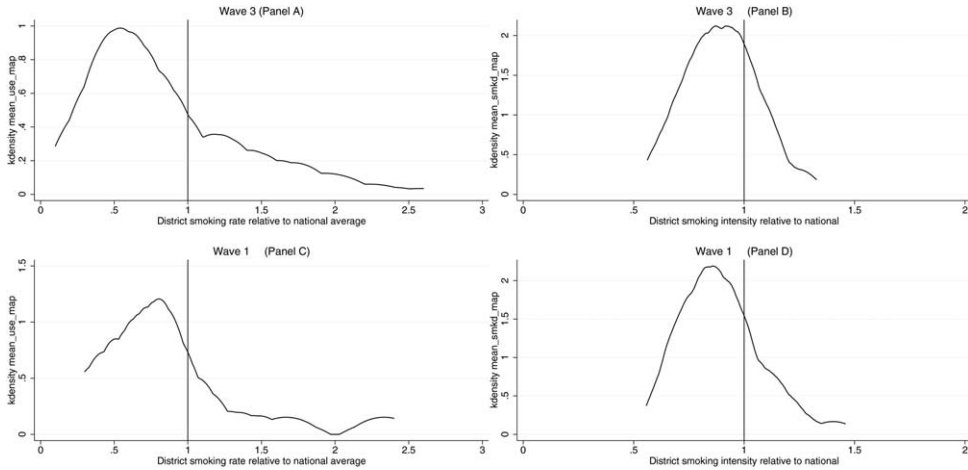 Wave 3 (Panel A)
kdensity mean_use_map
0 .2 .4 .6 .8 1
0 .5 1 1.5 2 2.5 3
District smoking rate relative to national average
Wave 3 (Panel B)
kdensity mean_smkd_map
0 .5 1 1.5 2
0 .5 1 1.5 2
District smoking intensity relative to national
Wave 1 (Panel C)
kdensity mean_use_map
0 .5 1 1.5
0 .5 1 1.5 2 2.5 3
District smoking rate relative to national average
Wave 1 (Panel D)
kdensity mean_smkd_map
0 .5 1 1.5 2
0 .5 1 1.5 2
District smoking intensity relative to national